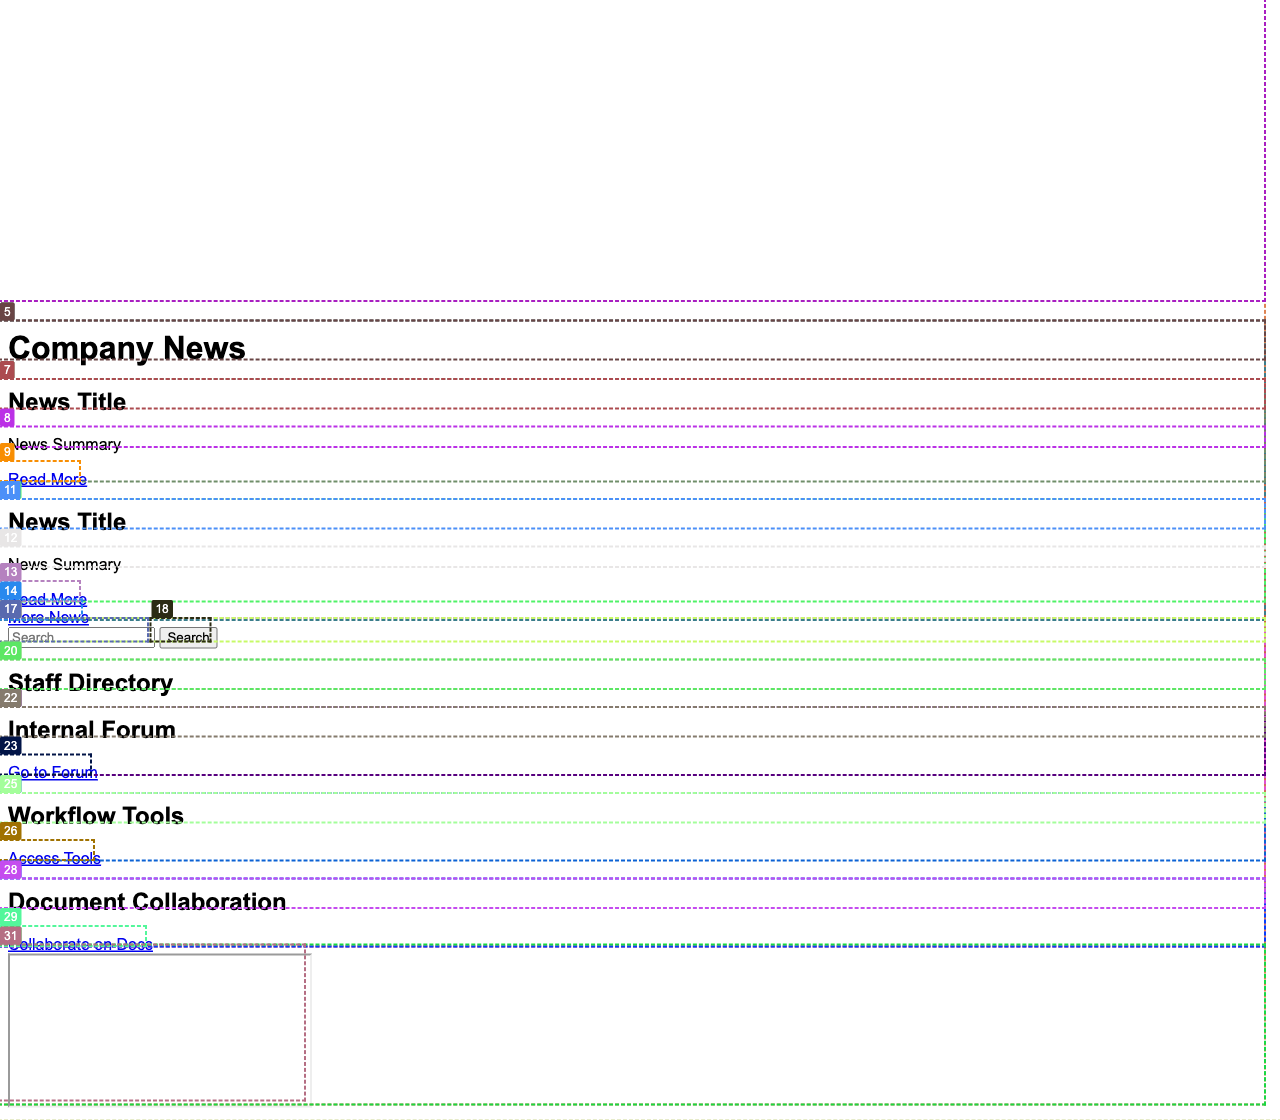 5
Company News
7
News Title
8
News Summary
9
Read More
11
News Title
12
News Summary
13
Read More
14
More News
17
18
Search
Search
20
Staff Directory
22
Internal Forum
23
Go to Forum
25
Workflow Tools
26
Access Tools
28
Document Collaboration
29
Collaborate on Docs
31